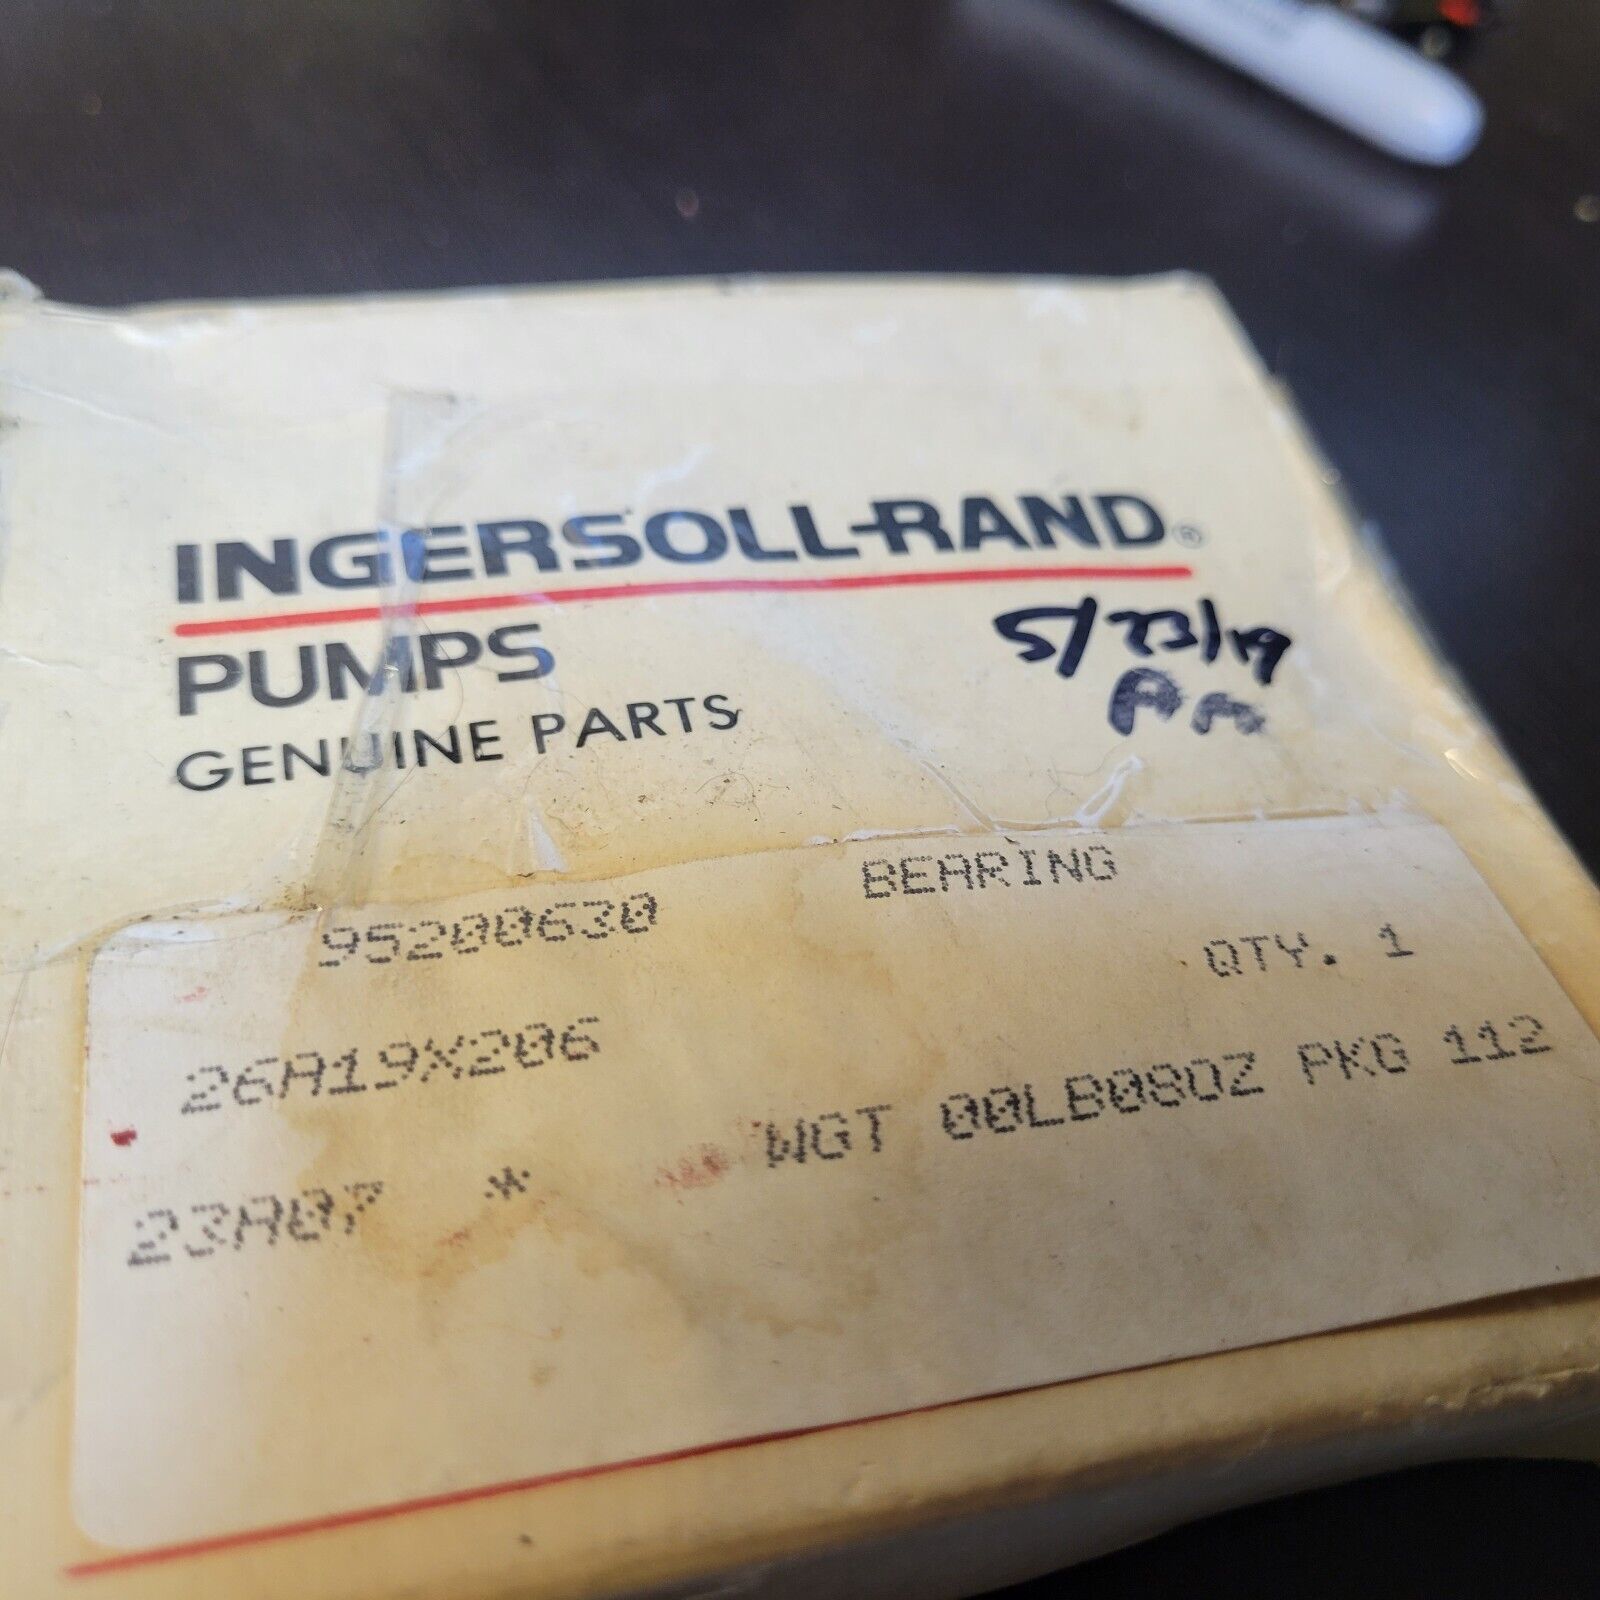 INGERSOLL-RAND®
PUMPS
GENUINE PARTS
5/23/19
95200630 BEARING
QTY. 1
26A19X206
WGT 00LB08OZ PKG 112
23A07 *